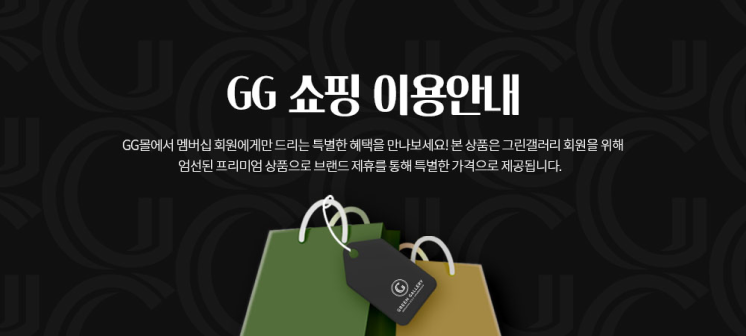 GG 쇼핑 이용안내
GG몰에서 멤버십 회원에게만 드리는 특별한 혜택을 만나보세요! 본 상품은 그린갤러리 회원을 위해
엄선된 프리미엄 상품으로 브랜드 제휴를 통해 특별한 가격으로 제공됩니다.
GREEN GALLERY